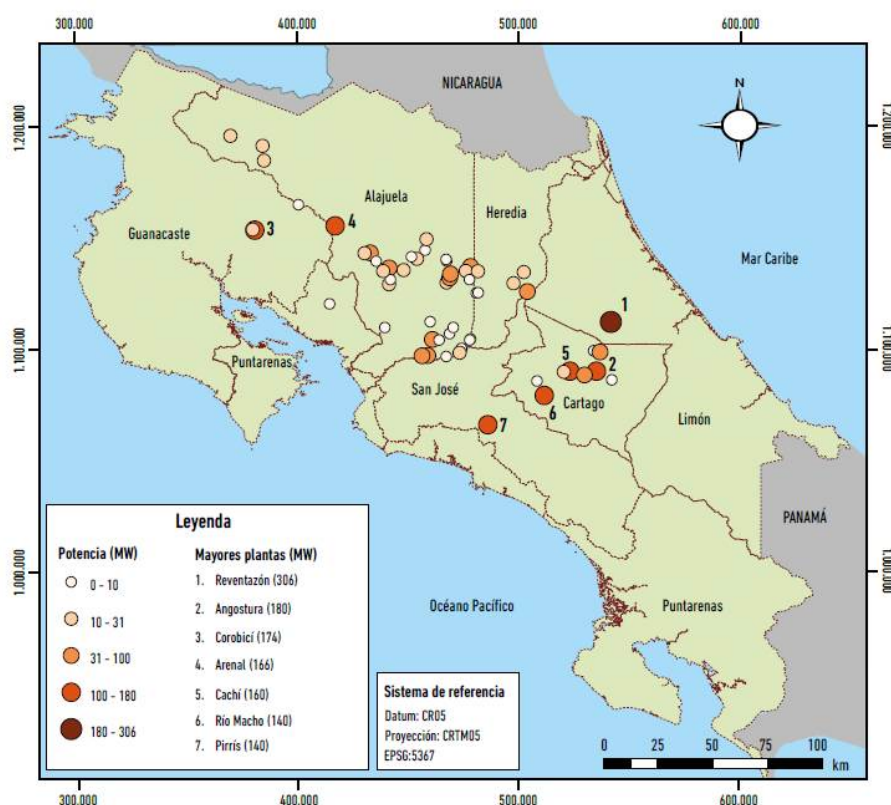 300.000 400.000 500.000 600.000
NICARAGUA
N
1.200.000
1.200.000
Alajuela
Heredia
Guanacaste
3
4
Mar Caribe
1
1.100.000
1.100.000
Puntarenas
San José
5
2
Cartago
6
Limón
7
PANAMÁ
Leyenda
Potencia (MW)
0 - 10
10 - 31
31 - 100
100 - 180
180 - 306
Mayores plantas (MW)
1. Reventazón (306)
2. Angostura (180)
3. Corobicí (174)
4. Arenal (166)
5. Cachí (160)
6. Río Macho (140)
7. Pirrís (140)
1.000.000
1.000.000
Océano Pacífico
Puntarenas
Sistema de referencia
Datum: CR05
Proyección: CRTM05
EPSG:5367
0 25 50 75 100
km
300.000 400.000 500.000 600.000